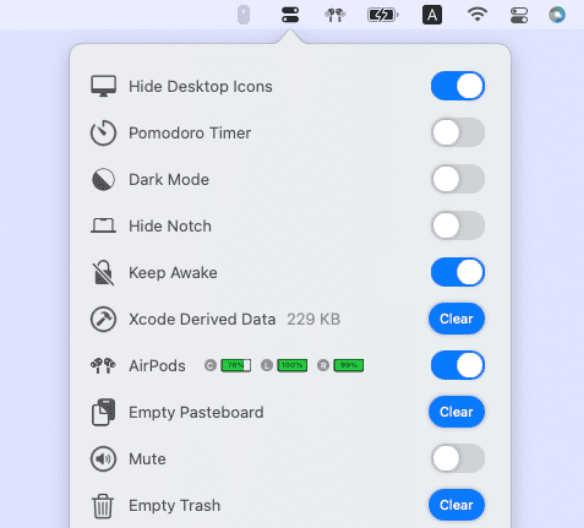 A
Hide Desktop Icons
Pomodoro Timer
Dark Mode
Hide Notch
Keep Awake
Xcode Derived Data 229 KB Clear
AirPods C 78% L 100% R 99%
Empty Pasteboard Clear
Mute
Empty Trash Clear